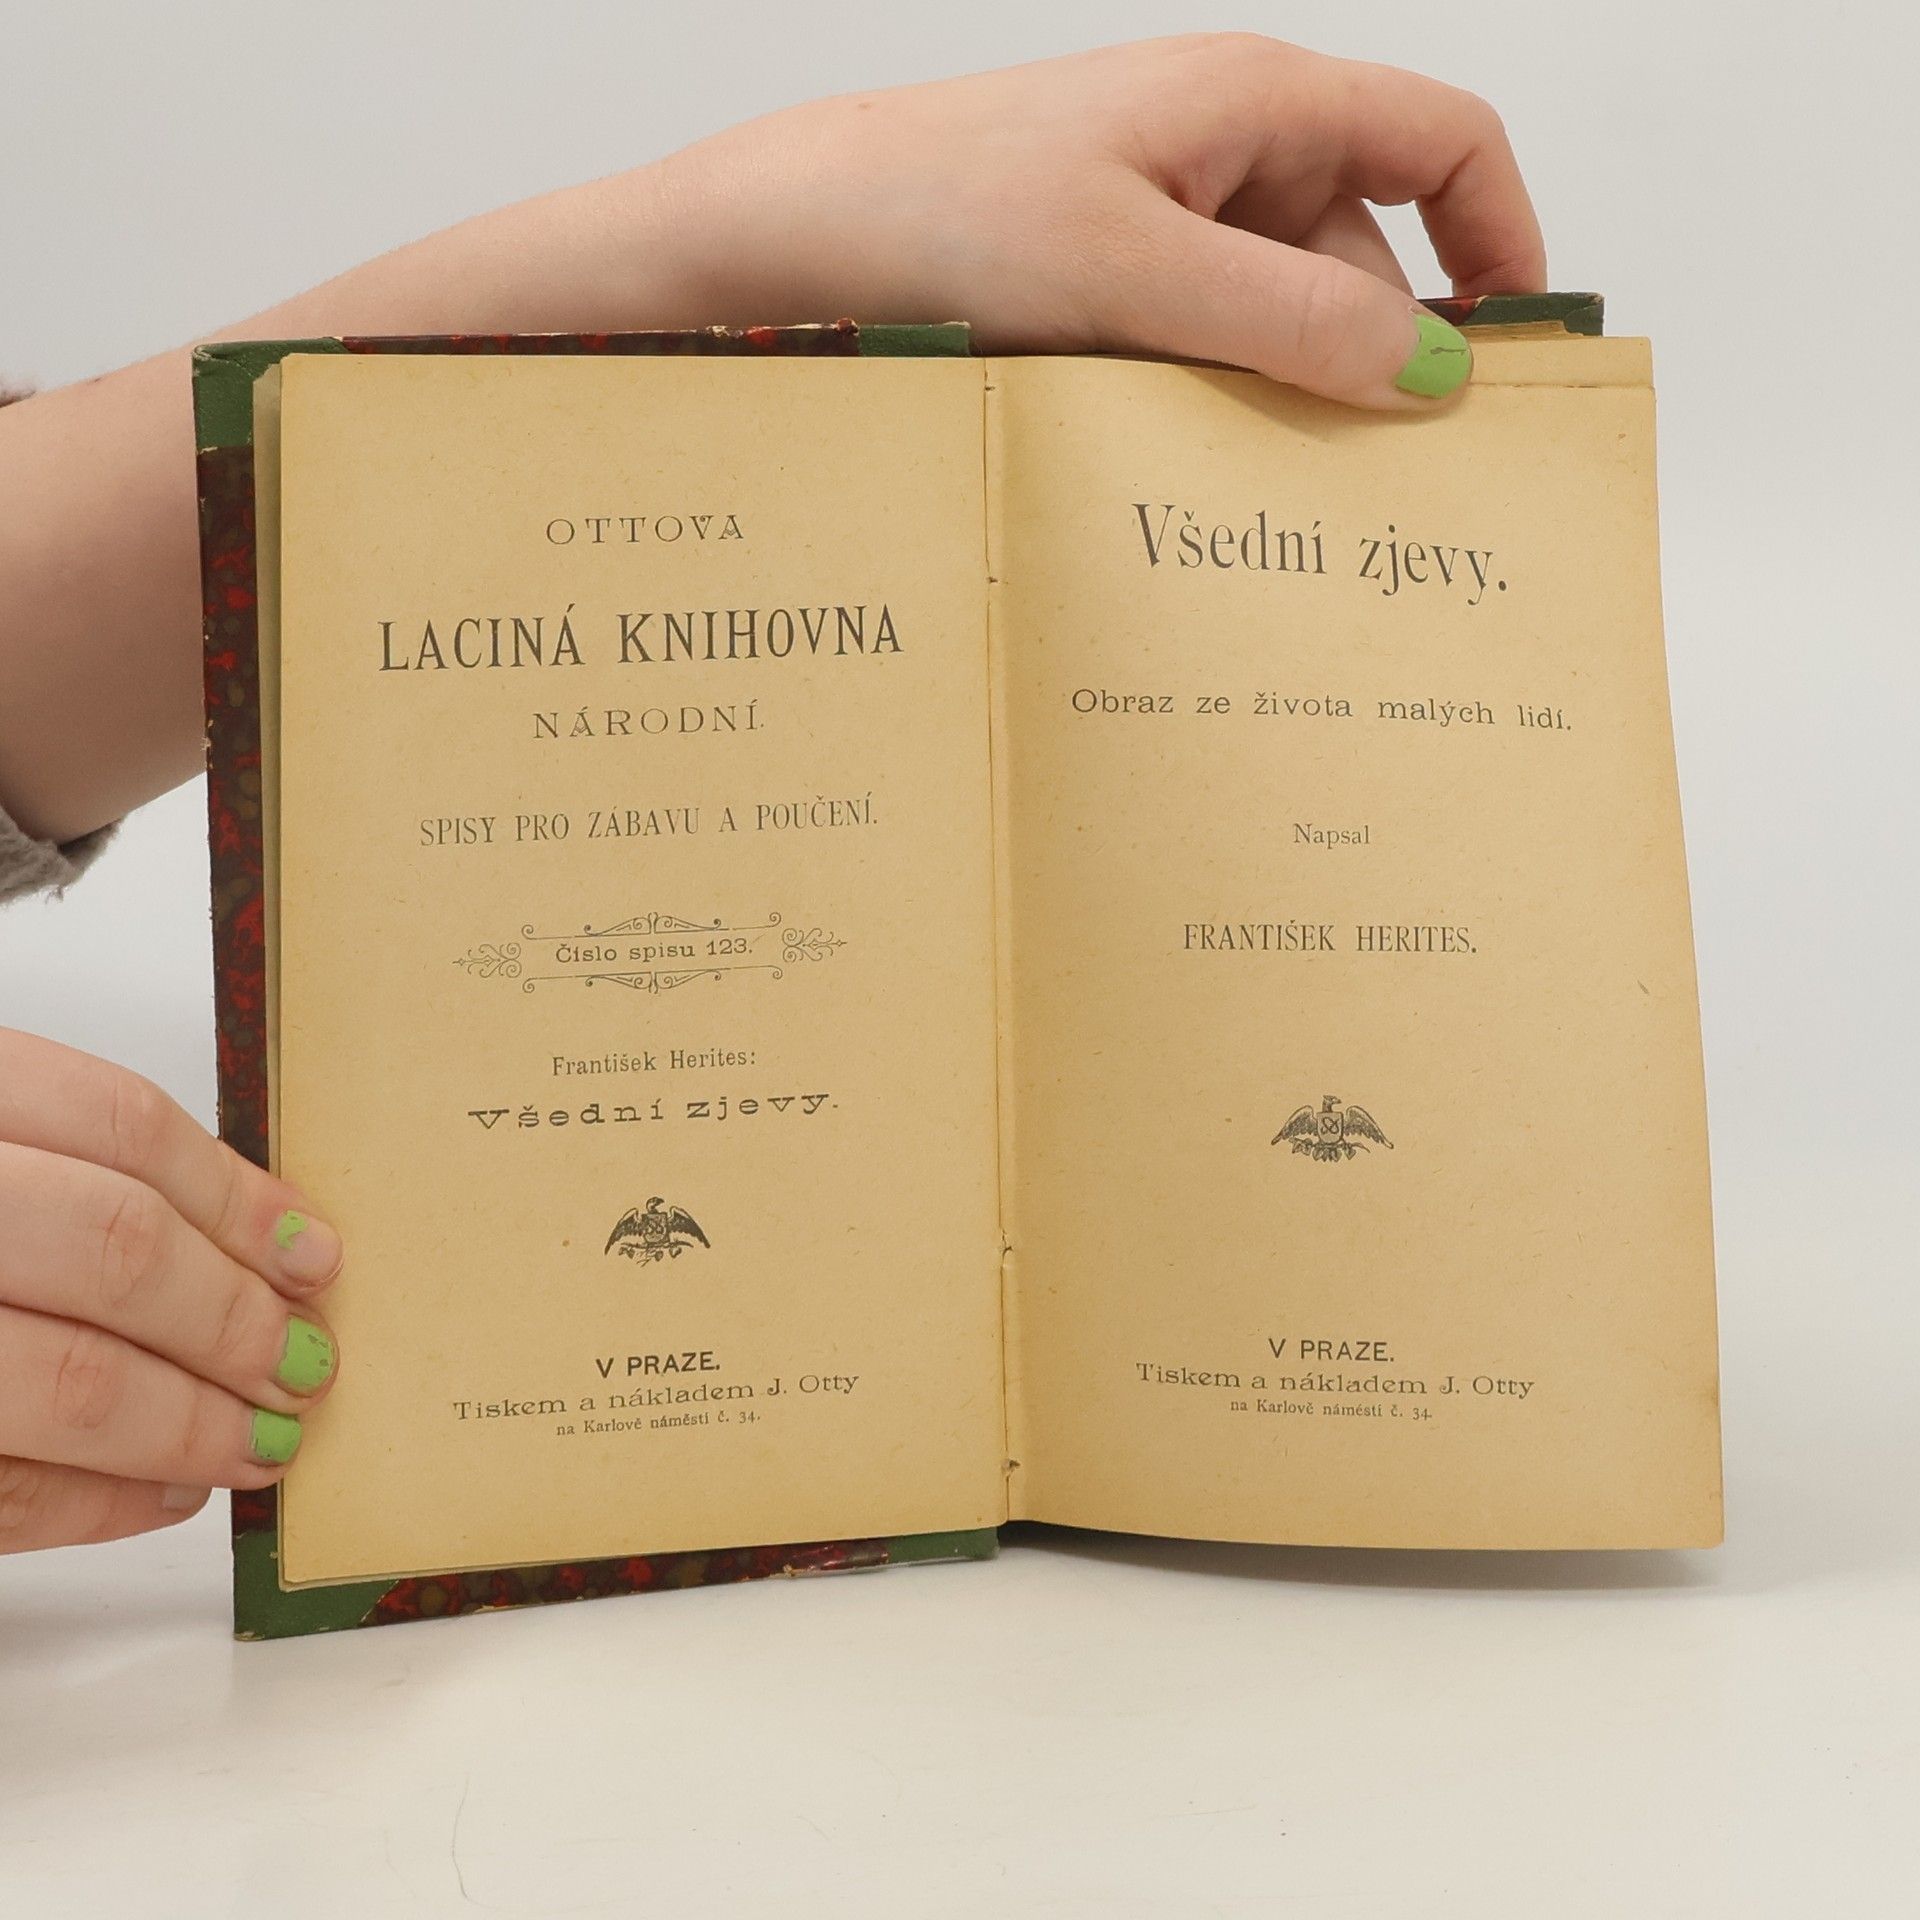 OTTOVA
LACINÁ KNIHOVNA
NÁRODNÍ.
SPISY PRO ZÁBAVU A POUČENÍ.
Číslo spisu 123.
František Herites:
Všední zjevy.
V PRAZE.
Tiskem a nákladem J. Otty
na Karlově náměstí č. 34.
Všední zjevy.
Obraz ze života malých lidí.
Napsal
FRANTIŠEK HERITES.
V PRAZE.
Tiskem a nákladem J. Otty
na Karlově náměstí č. 34.